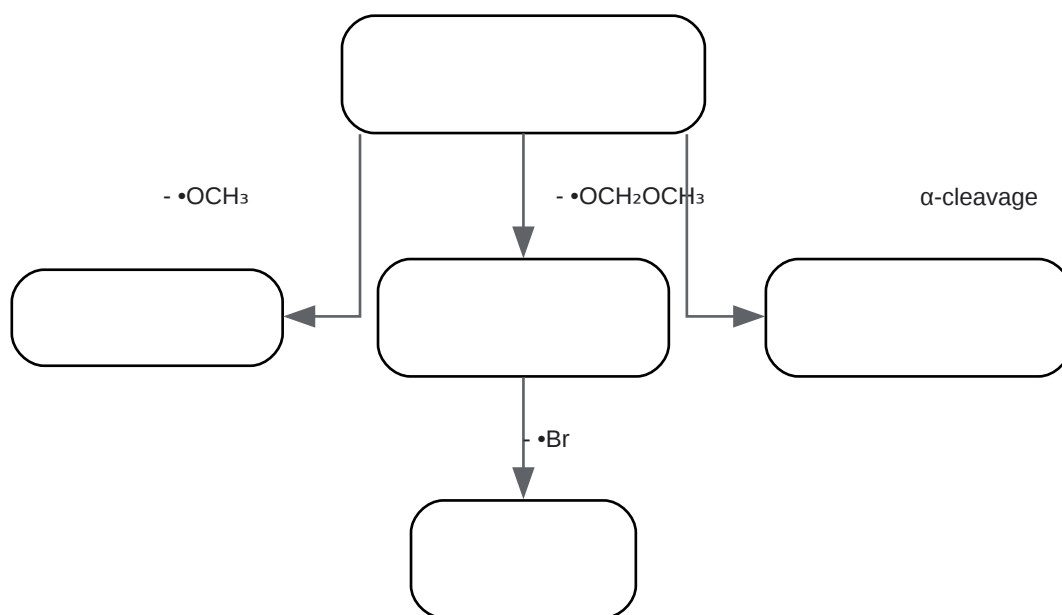 - •OCH₃
- •OCH₂OCH₃
α-cleavage
- •Br